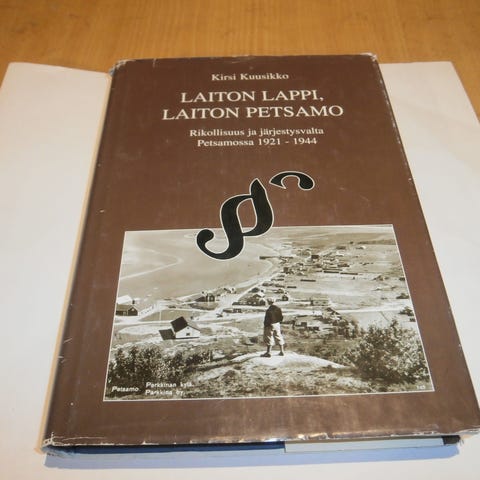 Kirsi Kuusikko
LAITON LAPPI,
LAITON PETSAMO
Rikollisuus ja järjestysvalta
Petsamossa 1921 - 1944
Petsamo Parkkinan kylä.
Parkkina by.